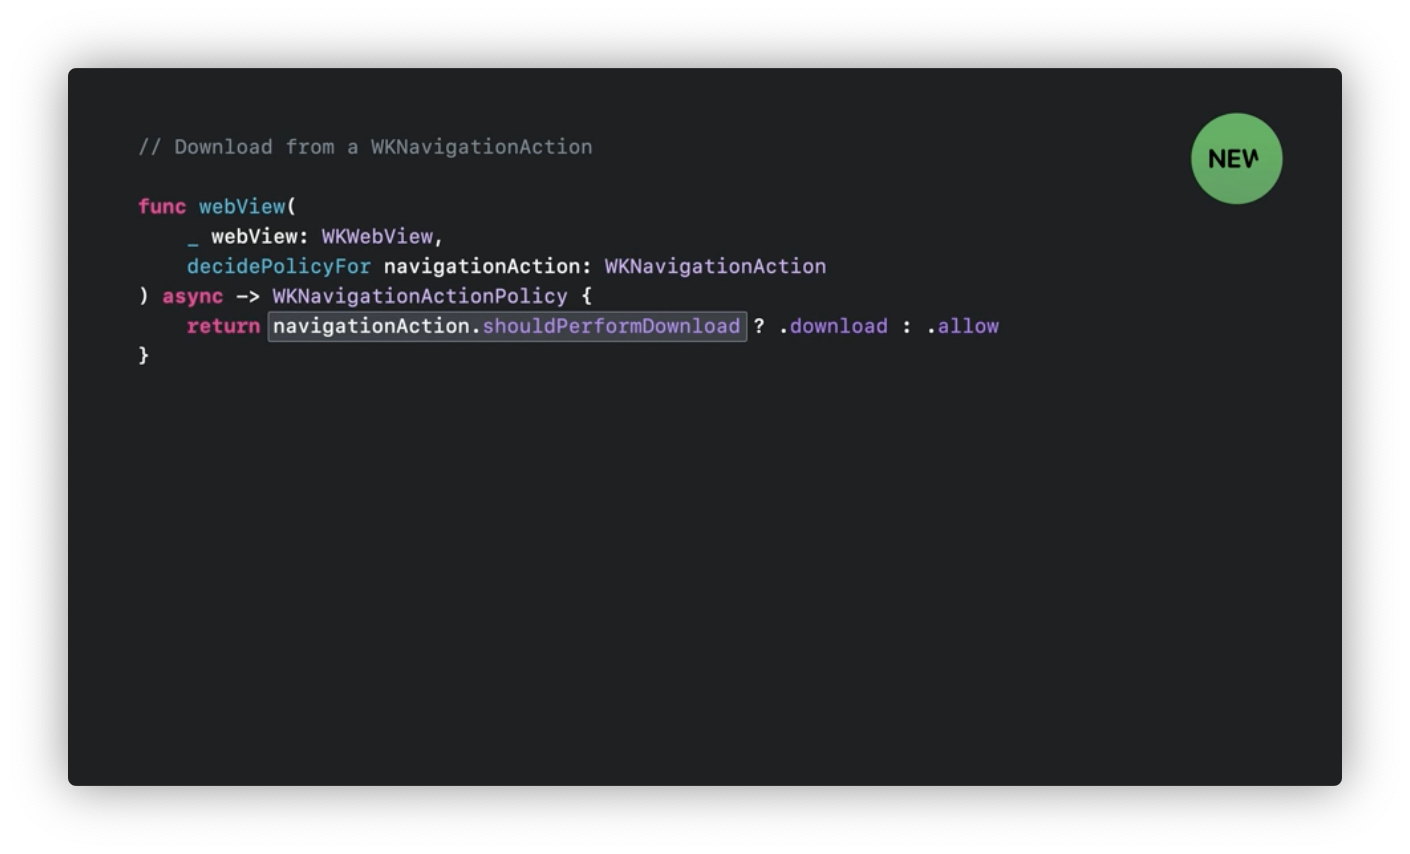 // Download from a WKNavigationAction
NEW
func webView(
_ webView: WKWebView,
decidePolicyFor navigationAction: WKNavigationAction
) async -> WKNavigationActionPolicy {
return navigationAction.shouldPerformDownload ? .download : .allow
}